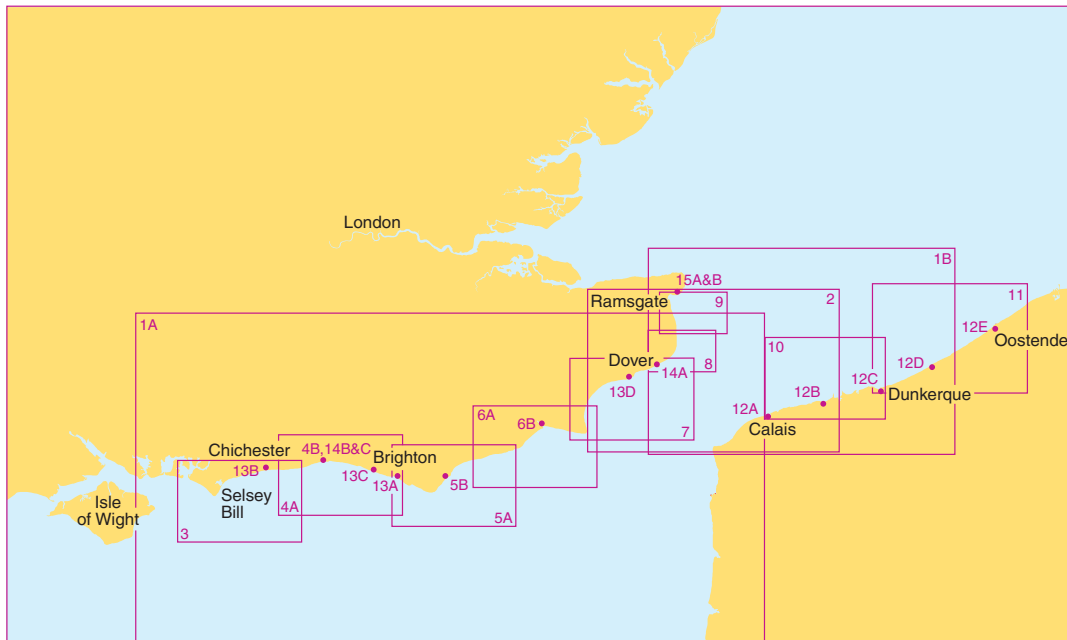 London
1B
15A&B
Ramsgate
9
2
11
1A
12E
Oostende
10
Dover
8
14A
13D
12D
12C
Dunkerque
12B
12A
Calais
6A
6B
7
Chichester
4B,14B&C
Brighton
13B
13C
13A
5B
Selsey
Bill
4A
Isle
of Wight
5A
3